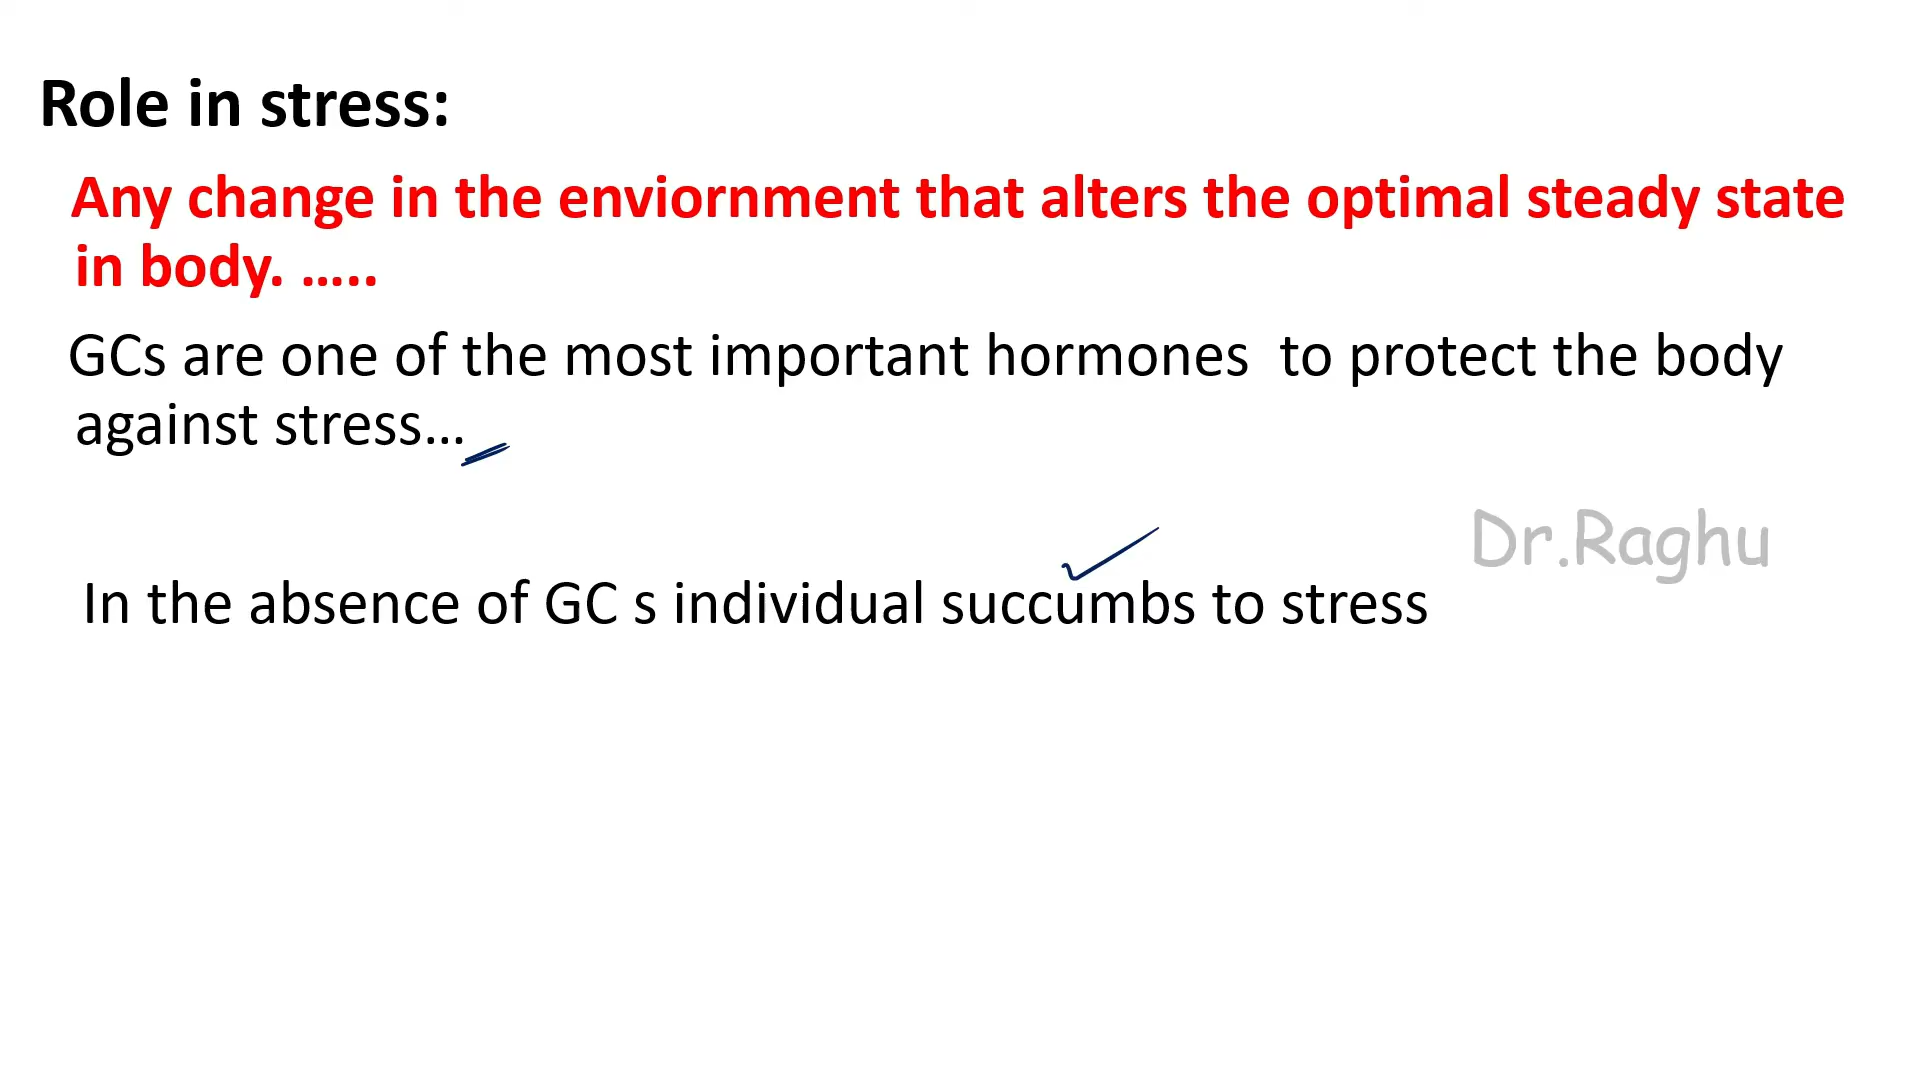 Role in stress:
Any change in the enviornment that alters the optimal steady state
in body. .....
GCs are one of the most important hormones  to protect the body
against stress...
Dr.Raghu
In the absence of GC s individual succumbs to stress